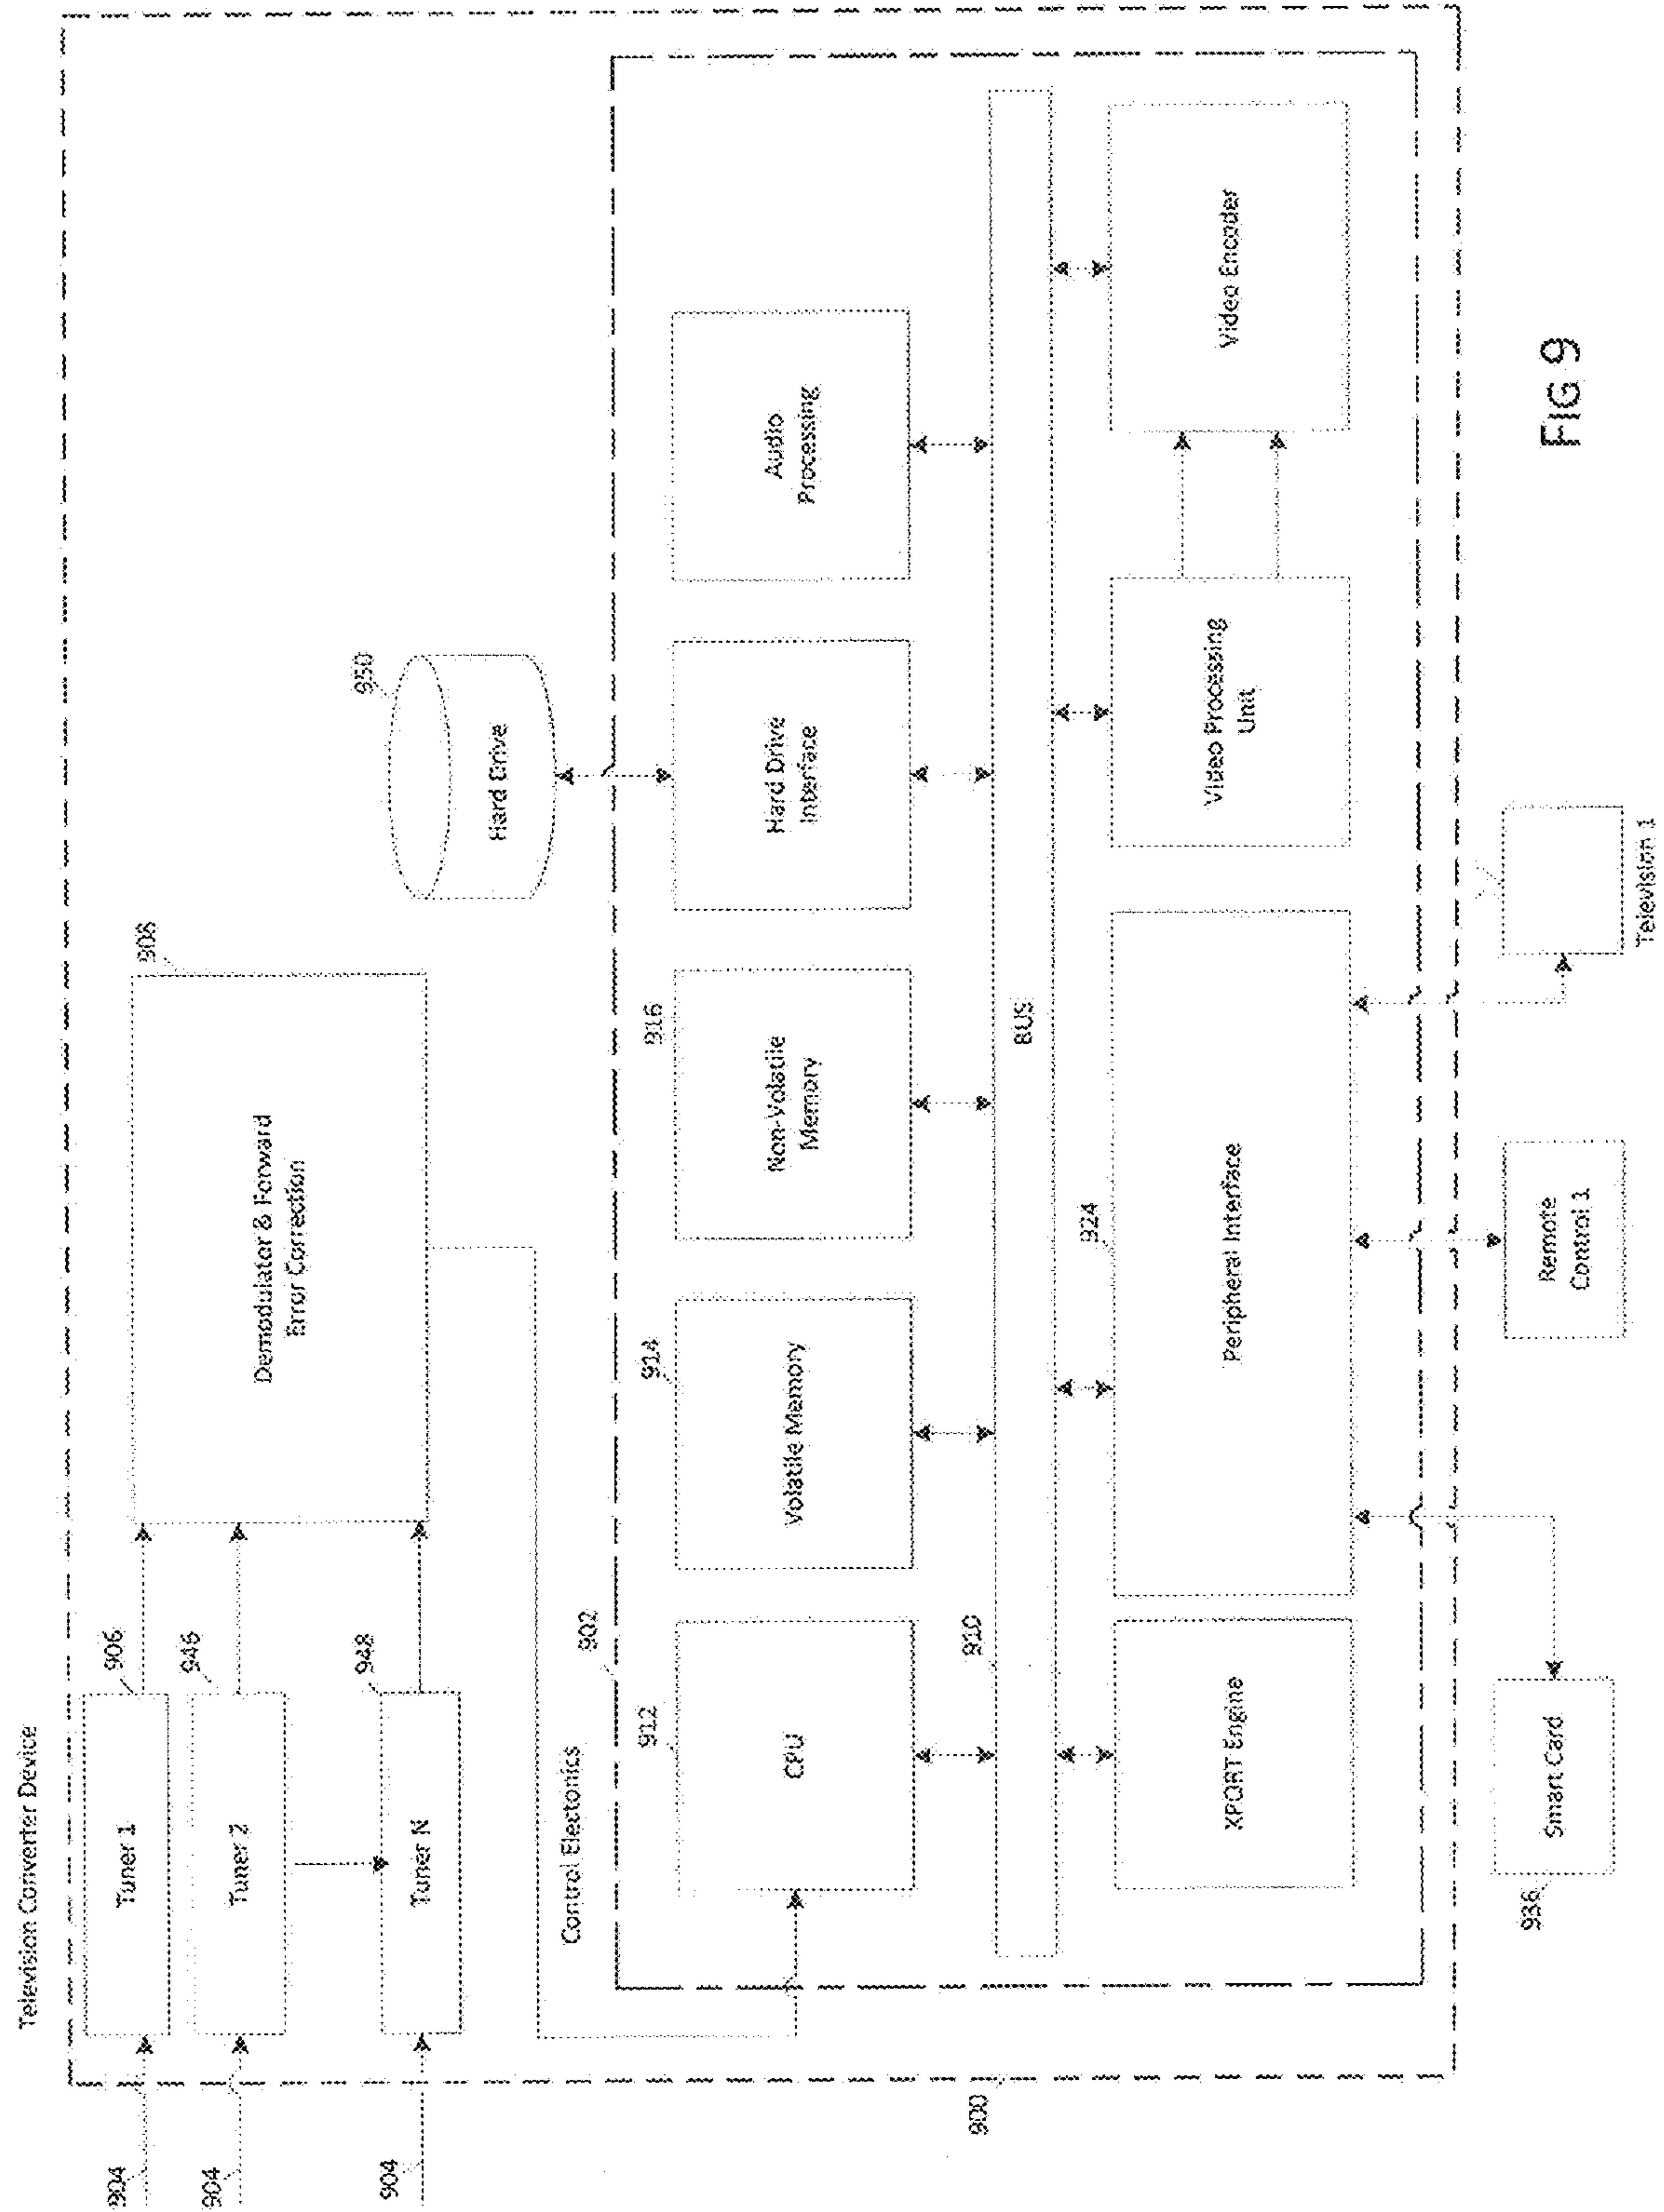 Television Converter Device
904
Tuner 1
906
904
Tuner 2
946
904
Tuner N
948
Demodulator & Forward
Error Correction
908
950
Hard Drive
Control Electonics
902
912
CPU
914
Volatile Memory
916
Non-Volatile
Memory
Hard Drive
Interface
Audio
Processing
910
BUS
XPORT Engine
924
Peripheral Interface
Video Processing
Unit
Video Encoder
900
936
Smart Card
Remote
Control 1
Television 1
FIG 9